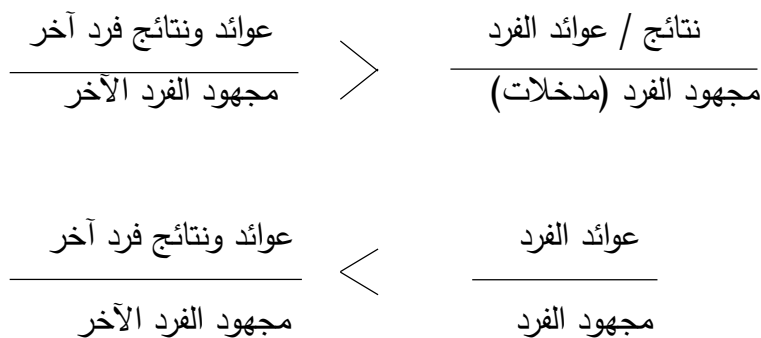 نتائج / عوائد الفرد > عوائد ونتائج فرد آخر
مجهود الفرد (مدخلات) مجهود الفرد الآخر
عوائد الفرد < عوائد ونتائج فرد آخر
مجهود الفرد مجهود الفرد الآخر